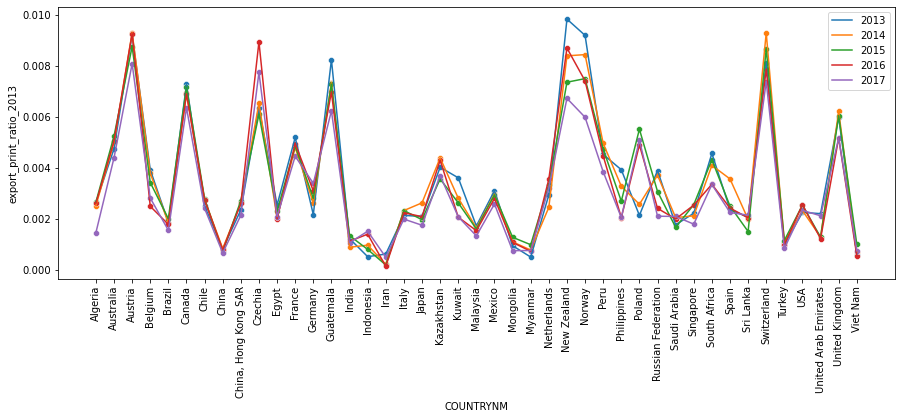 export_print_ratio_2013
0.010
0.008
0.006
0.004
0.002
0.000
2013
2014
2015
2016
2017
Algeria
Australia
Austria
Belgium
Brazil
Canada
Chile
China
China, Hong Kong SAR
Czechia
Egypt
France
Germany
Guatemala
India
Indonesia
Iran
Italy
Japan
Kazakhstan
Kuwait
Malaysia
Mexico
Mongolia
Myanmar
Netherlands
New Zealand
Norway
Peru
Philippines
Poland
Russian Federation
Saudi Arabia
Singapore
South Africa
Spain
Sri Lanka
Switzerland
Turkey
USA
United Arab Emirates
United Kingdom
Viet Nam
COUNTRYNM